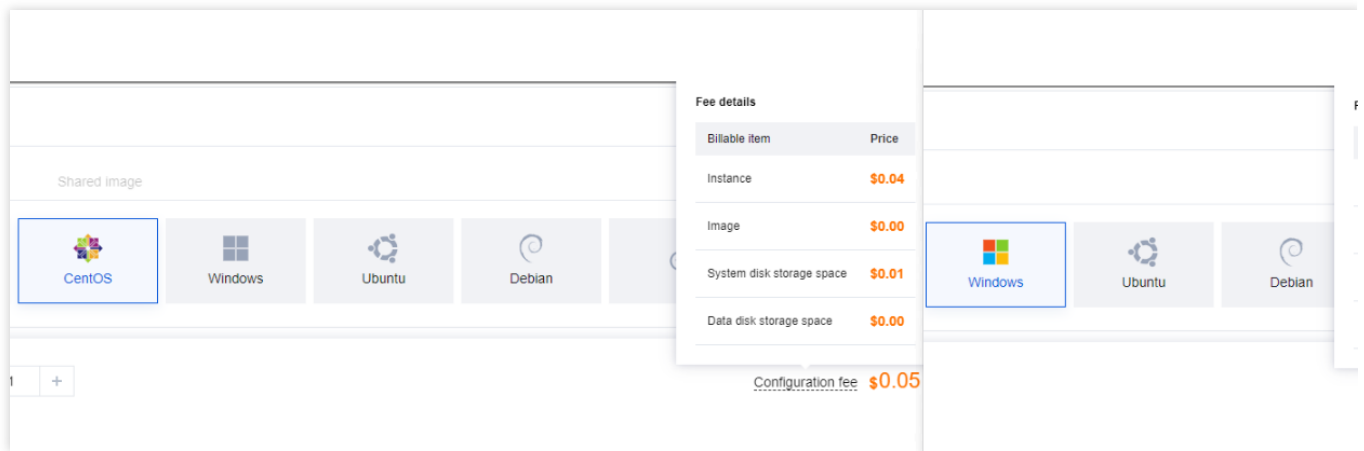 Fee details
Billable item Price
Shared image
Instance $0.04
Image $0.00
CentOS Windows Ubuntu Debian
System disk storage space $0.01
Data disk storage space $0.00
1 +
Configuration fee $0.05
Windows Ubuntu Debian